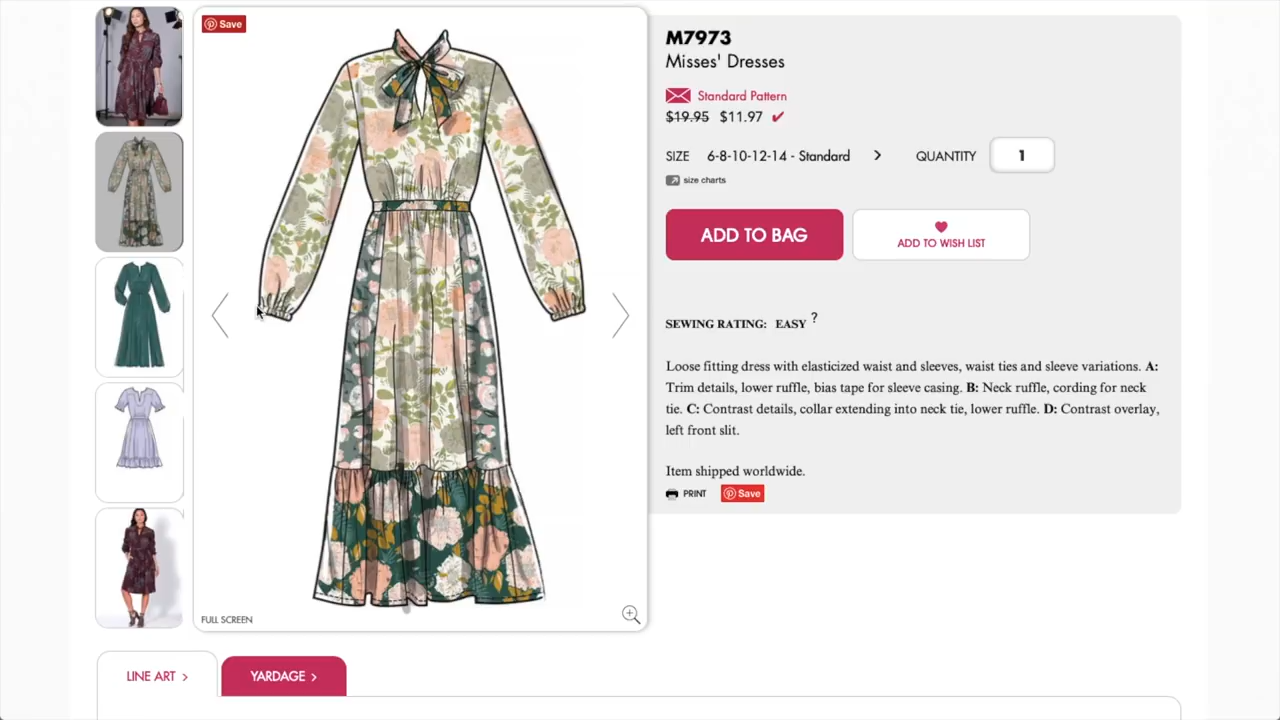 Save
FULL SCREEN
M7973
Misses' Dresses
Standard Pattern
$19.95 $11.97 ✔
SIZE 6-8-10-12-14 - Standard > QUANTITY 1
size charts
ADD TO BAG
ADD TO WISH LIST
SEWING RATING: EASY ?
Loose fitting dress with elasticized waist and sleeves, waist ties and sleeve variations. A:
Trim details, lower ruffle, bias tape for sleeve casing. B: Neck ruffle, cording for neck
tie. C: Contrast details, collar extending into neck tie, lower ruffle. D: Contrast overlay,
left front slit.
Item shipped worldwide.
PRINT Save
LINE ART > YARDAGE >